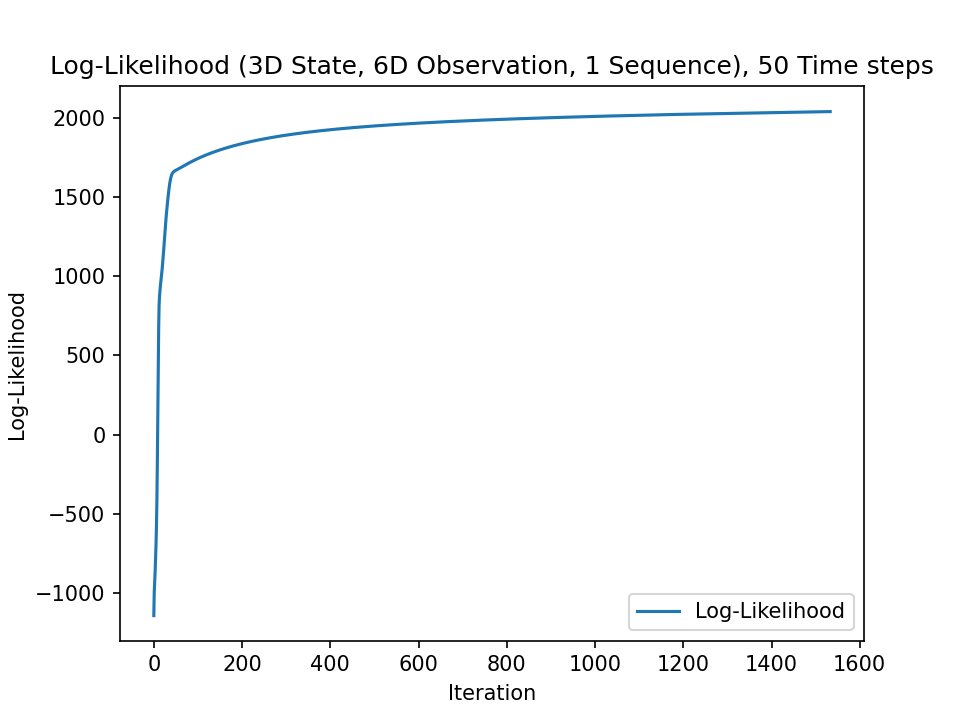 Log-Likelihood (3D State, 6D Observation, 1 Sequence), 50 Time steps
2000
1500
1000
500
0
−500
−1000
Log-Likelihood
Log-Likelihood
0 200 400 600 800 1000 1200 1400 1600
Iteration